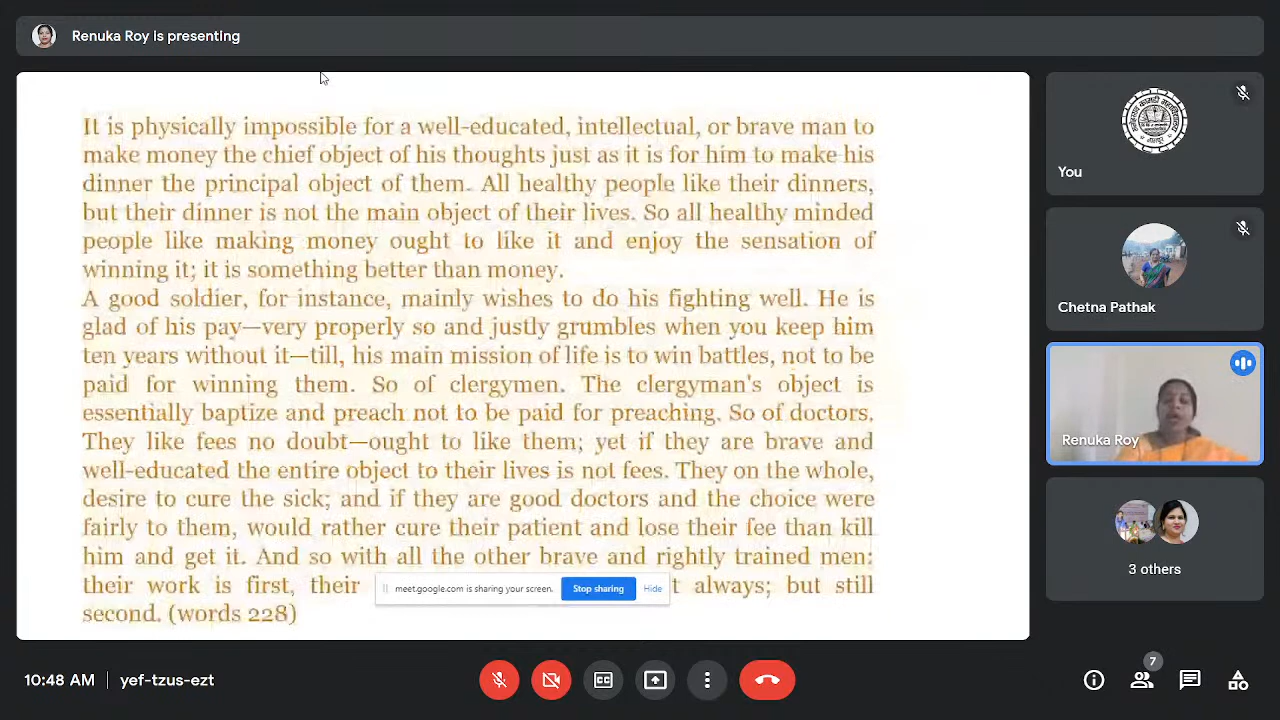 Renuka Roy is presenting
It is physically impossible for a well-educated, intellectual, or brave man to
make money the chief object of his thoughts just as it is for him to make his
dinner the principal object of them. All healthy people like their dinners,
but their dinner is not the main object of their lives. So all healthy minded
people like making money ought to like it and enjoy the sensation of
winning it; it is something better than money.
A good soldier, for instance, mainly wishes to do his fighting well. He is
glad of his pay—very properly so and justly grumbles when you keep him
ten years without it—till, his main mission of life is to win battles, not to be
paid for winning them. So of clergymen. The clergyman's object is
essentially baptize and preach not to be paid for preaching. So of doctors.
They like fees no doubt—ought to like them; yet if they are brave and
well-educated the entire object to their lives is not fees. They on the whole,
desire to cure the sick; and if they are good doctors and the choice were
fairly to them, would rather cure their patient and lose their fee than kill
him and get it. And so with all the other brave and rightly trained men:
their work is first, their always; but still
second. (words 228)
meet.google.com is sharing your screen. Stop sharing Hide
You
Chetna Pathak
Renuka Roy
3 others
10:48 AM | yef-tzus-ezt
7